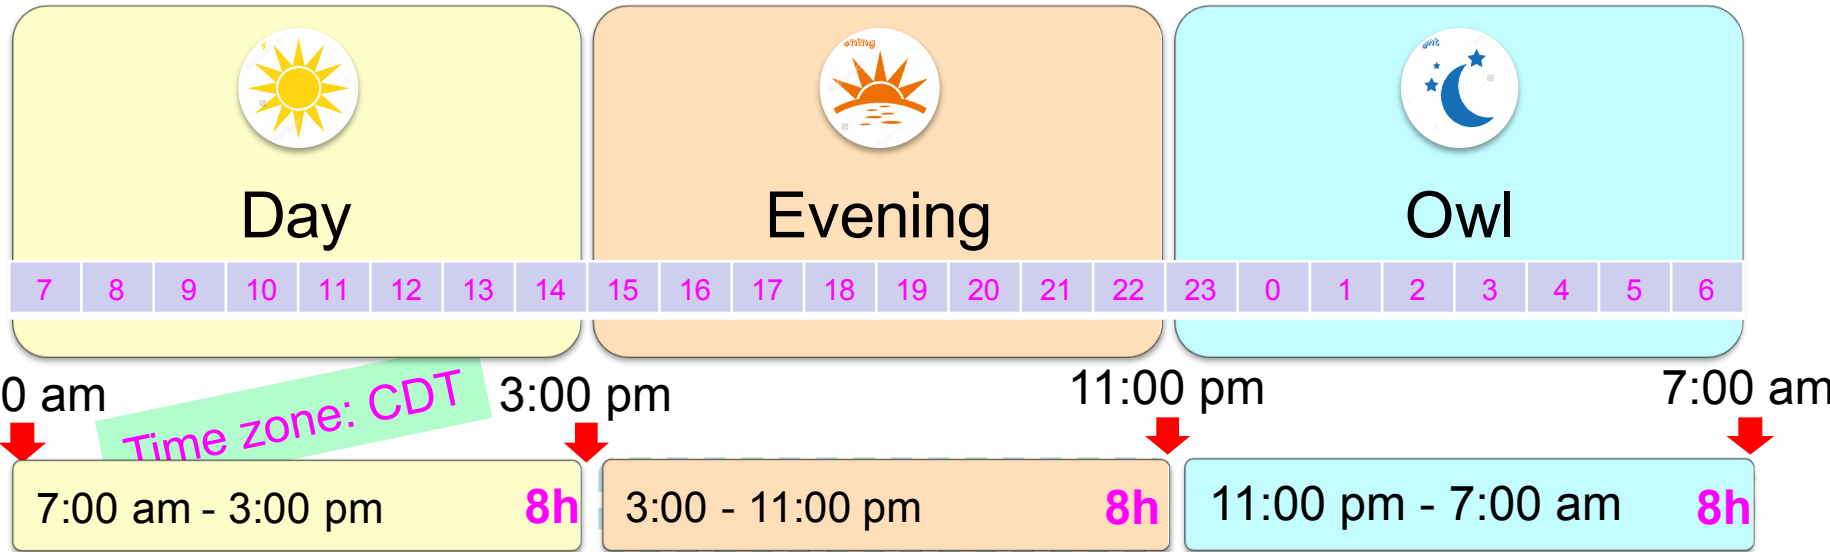 Day
Evening
Owl
7 8 9 10 11 12 13 14 15 16 17 18 19 20 21 22 23 0 1 2 3 4 5 6
0 am
Time zone: CDT
3:00 pm
11:00 pm
7:00 am
7:00 am - 3:00 pm 8h
3:00 - 11:00 pm 8h
11:00 pm - 7:00 am 8h